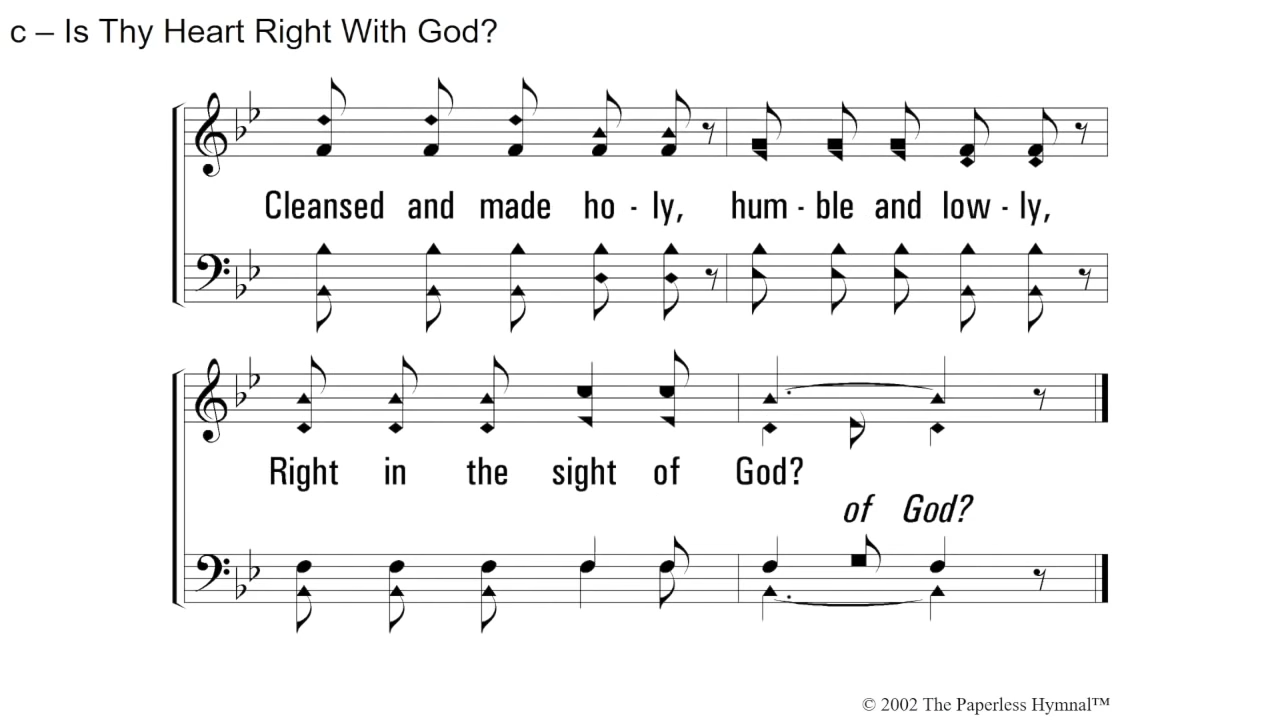 c – Is Thy Heart Right With God?
Cleansed and made ho - ly, hum - ble and low - ly,
Right in the sight of God?
of God?
© 2002 The Paperless Hymnal™